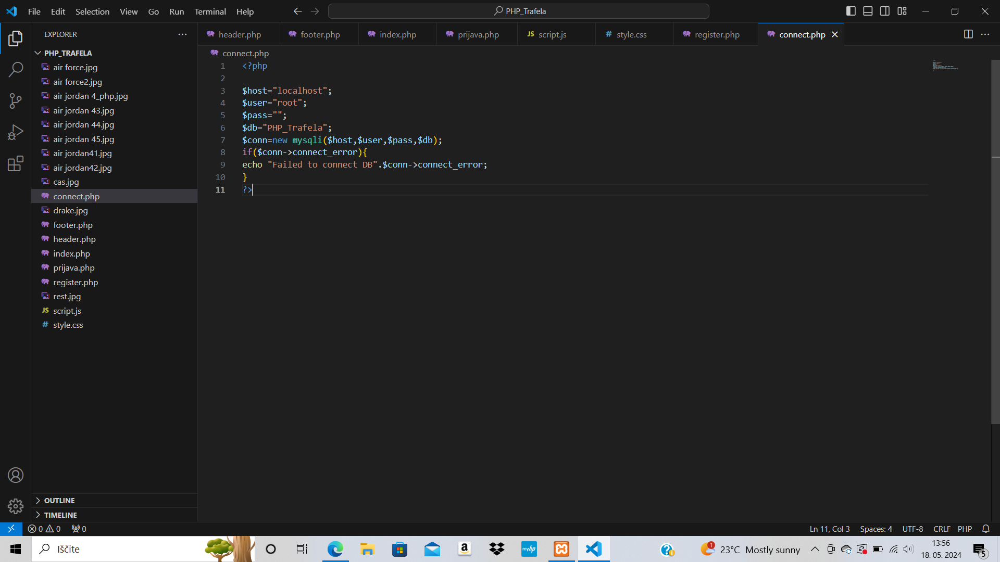 File Edit Selection View Go Run Terminal Help
PHP_Trafela
EXPLORER
PHP_TRAFELA
air force.jpg
air force2.jpg
air jordan 4_php.jpg
air jordan 43.jpg
air jordan 44.jpg
air jordan 45.jpg
air jordan41.jpg
air jordan42.jpg
cas.jpg
connect.php
drake.jpg
footer.php
header.php
index.php
prijava.php
register.php
rest.jpg
JS script.js
# style.css
OUTLINE
TIMELINE
header.php footer.php index.php prijava.php JS script.js # style.css register.php connect.php
connect.php
1 <?php
2
3 $host="localhost";
4 $user="root";
5 $pass="";
6 $db="PHP_Trafela";
7 $conn=new mysqli($host,$user,$pass,$db);
8 if($conn->connect_error){
9 echo "Failed to connect DB".$conn->connect_error;
10 }
11 ?>
0 0 0 Ln 11, Col 3 Spaces: 4 UTF-8 CRLF PHP
Iščite
a
myhp
1
23°C Mostly sunny
13:56
18. 05. 2024
5